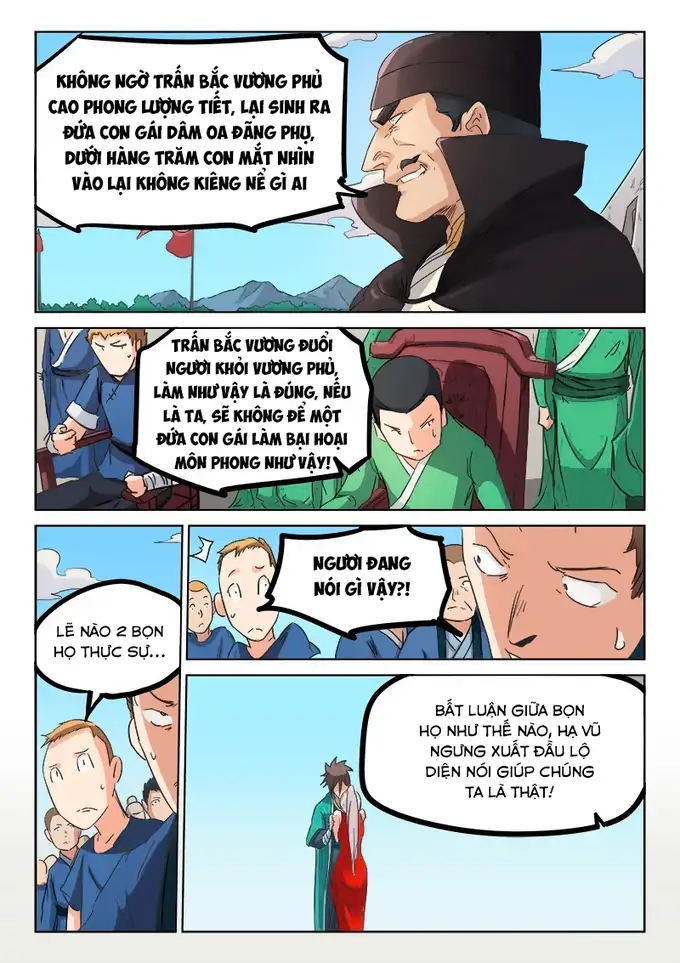 KHÔNG NGỜ TRẤN BẮC VƯƠNG PHỦ
CAO PHONG LƯỢNG TIẾT, LẠI SINH RA
ĐỨA CON GÁI DÂM OA ĐÃNG PHỤ,
DƯỚI HÀNG TRĂM CON MẮT NHÌN
VÀO LẠI KHÔNG KIÊNG NỂ GÌ AI
TRẤN BẮC VƯƠNG ĐUỔI
NGƯỜI KHỎI VƯƠNG PHỦ,
LÀM NHƯ VẬY LÀ ĐÚNG, NẾU
LÀ TA, SẼ KHÔNG ĐỂ MỘT
ĐỨA CON GÁI LÀM BẠI HOẠI
MÔN PHONG NHƯ VẬY!
LẼ NÀO 2 BỌN
HỌ THỰC SỰ...
NGƯƠI ĐANG
NÓI GÌ VẬY?!
BẤT LUẬN GIỮA BỌN
HỌ NHƯ THẾ NÀO, HẠ VŨ
NGƯNG XUẤT ĐẦU LỘ
DIỆN NÓI GIÚP CHÚNG
TA LÀ THẬT!